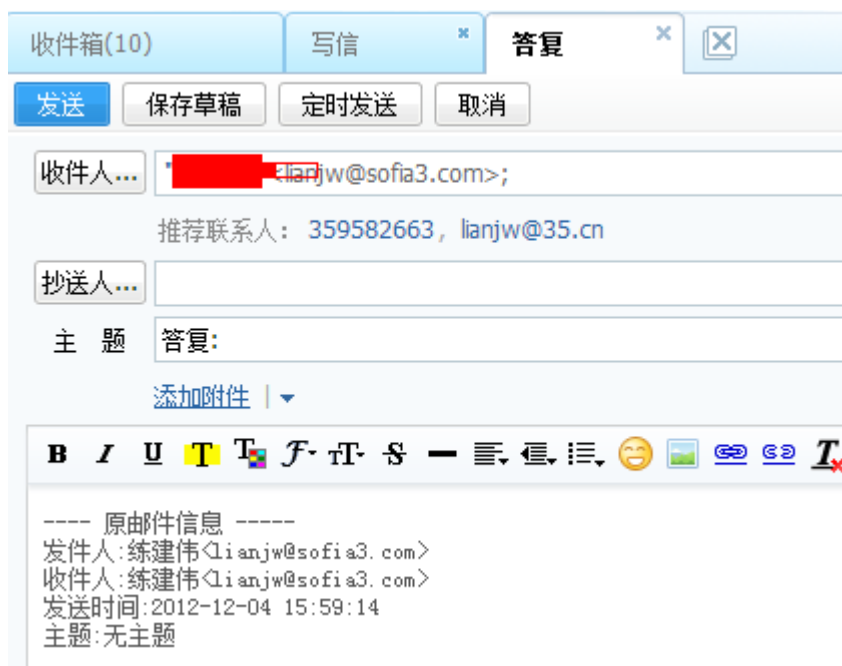 收件箱(10) 写信 答复
发送 保存草稿 定时发送 取消
收件人... " <lianjw@sofia3.com>;
推荐联系人: 359582663, lianjw@35.cn
抄送人...
主 题 答复:
添加附件
B I U T T F TT S T
---- 原邮件信息 -----
发件人:练建伟<lianjw@sofia3.com>
收件人:练建伟<lianjw@sofia3.com>
发送时间:2012-12-04 15:59:14
主题:无主题